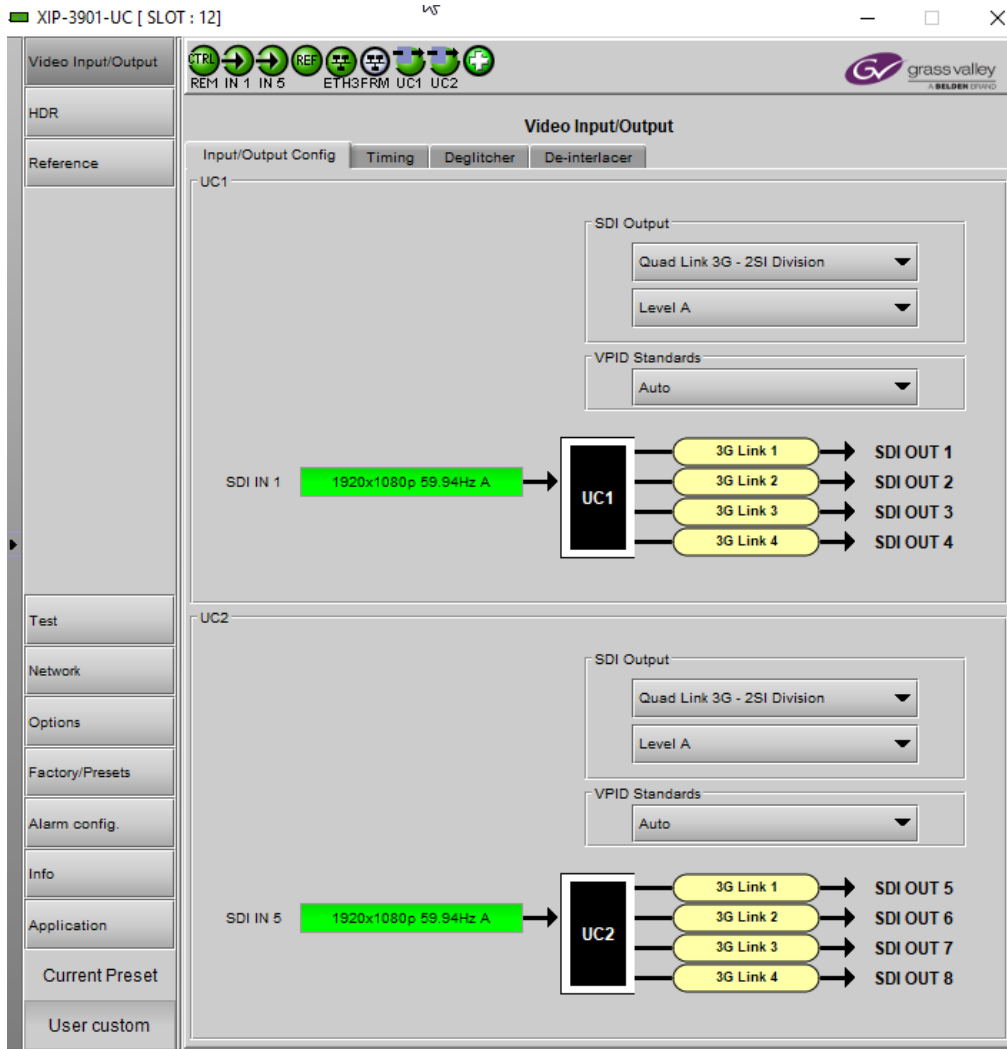 XIP-3901-UC [ SLOT : 12]
Video Input/Output
HDR
Reference
Test
Network
Options
Factory/Presets
Alarm config.
Info
Application
Current Preset
User custom
CTRL REF
REM IN 1 IN 5 ETH3FRM UC1 UC2
GV grass valley
A BELDEN BRAND
Video Input/Output
Input/Output Config Timing Deglitcher De-interlacer
UC1
SDI Output
Quad Link 3G - 2SI Division
Level A
VPID Standards
Auto
SDI IN 1 1920x1080p 59.94Hz A UC1
3G Link 1 SDI OUT 1
3G Link 2 SDI OUT 2
3G Link 3 SDI OUT 3
3G Link 4 SDI OUT 4
UC2
SDI Output
Quad Link 3G - 2SI Division
Level A
VPID Standards
Auto
SDI IN 5 1920x1080p 59.94Hz A UC2
3G Link 1 SDI OUT 5
3G Link 2 SDI OUT 6
3G Link 3 SDI OUT 7
3G Link 4 SDI OUT 8